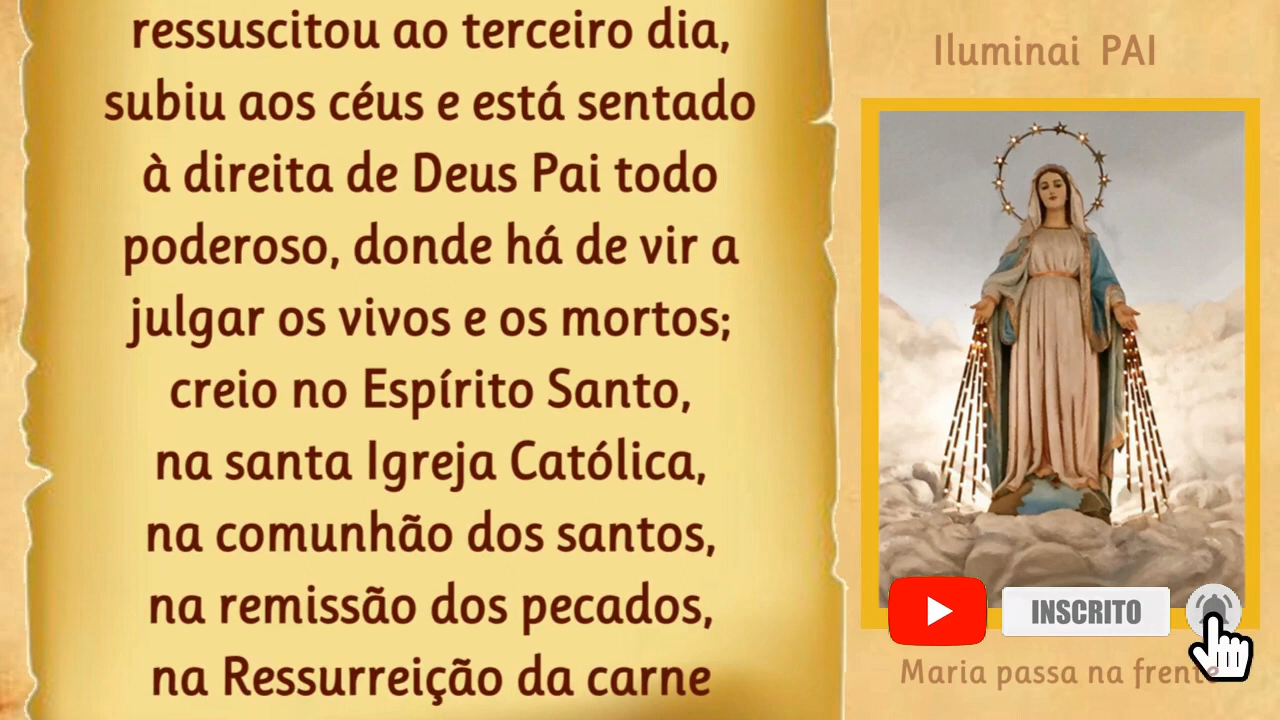 ressuscitou ao terceiro dia,
subiu aos céus e está sentado
à direita de Deus Pai todo
poderoso, donde há de vir a
julgar os vivos e os mortos;
creio no Espírito Santo,
na santa Igreja Católica,
na comunhão dos santos,
na remissão dos pecados,
na Ressurreição da carne
Iluminai PAI
INSCRITO
Maria passa na frente